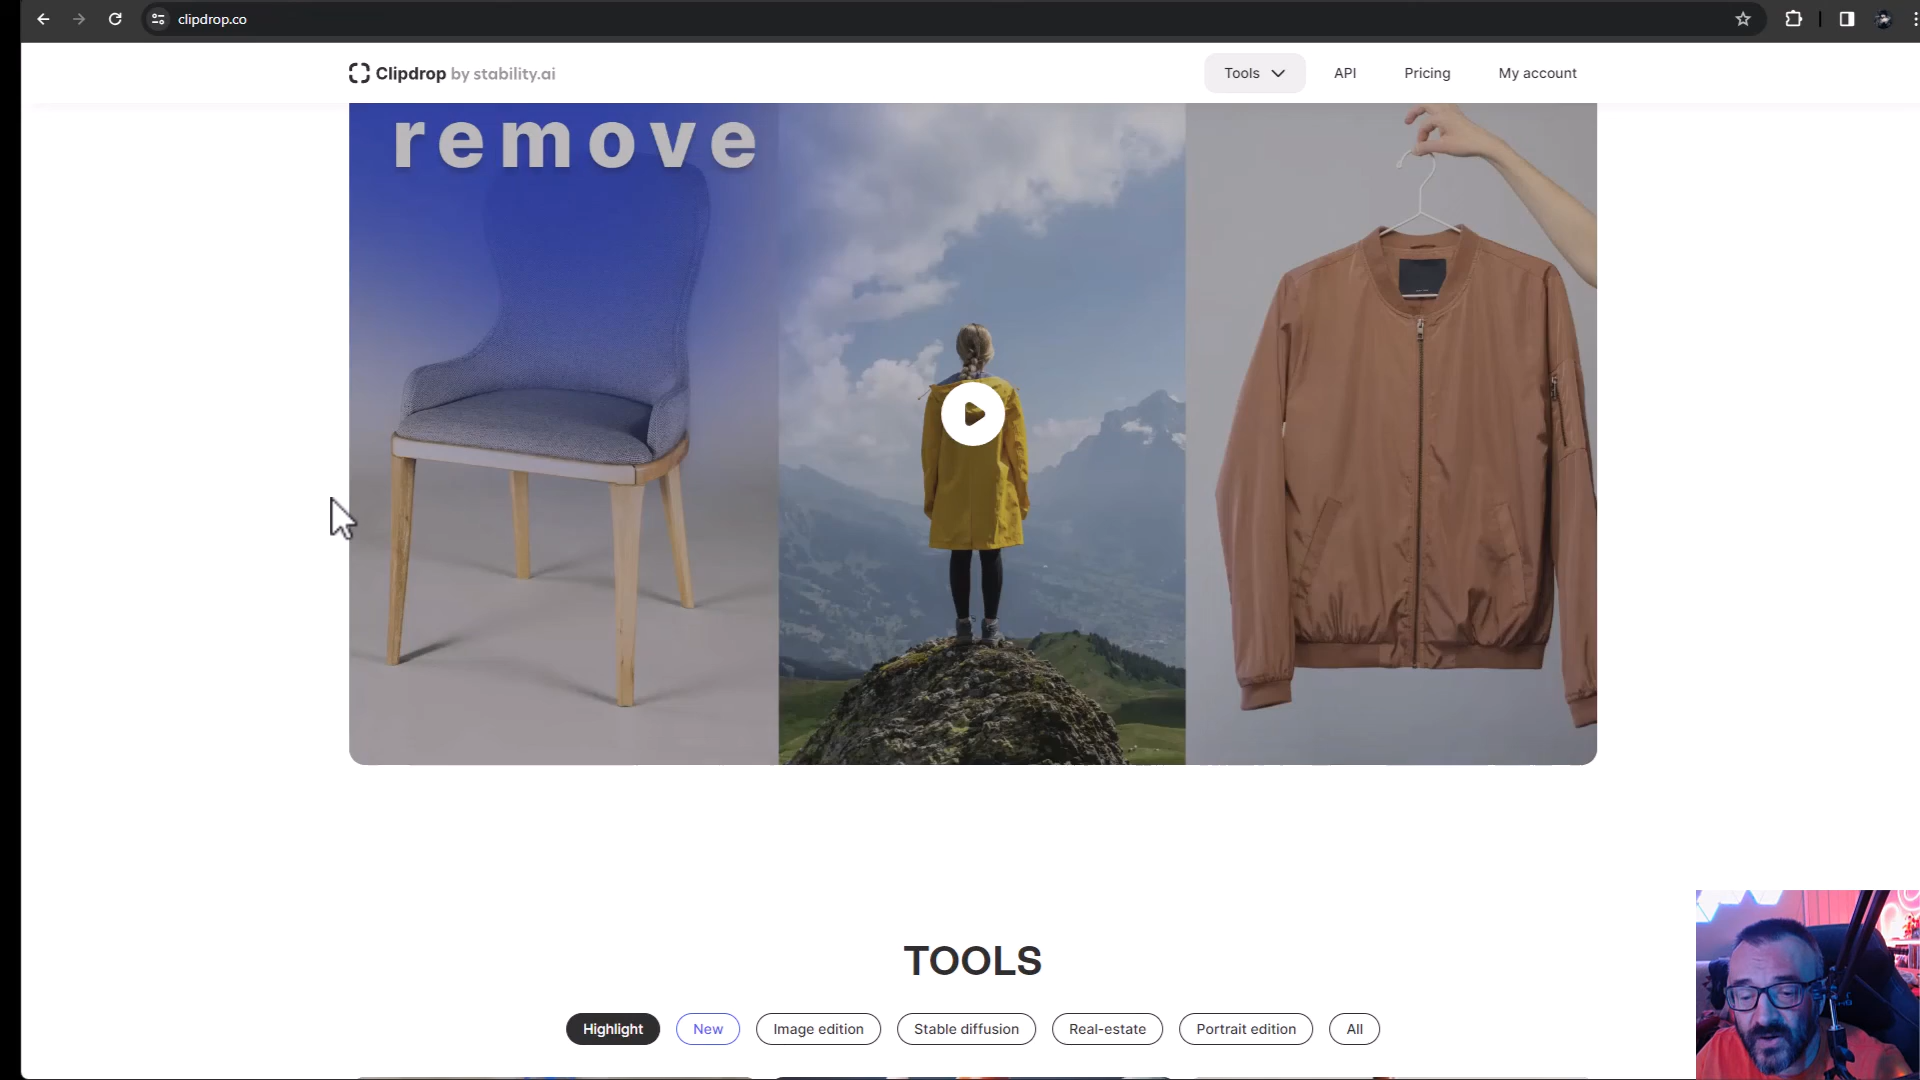 clipdrop.co
Clipdrop by stability.ai
Tools
API
Pricing
My account
remove
TOOLS
Highlight
New
Image edition
Stable diffusion
Real-estate
Portrait edition
All